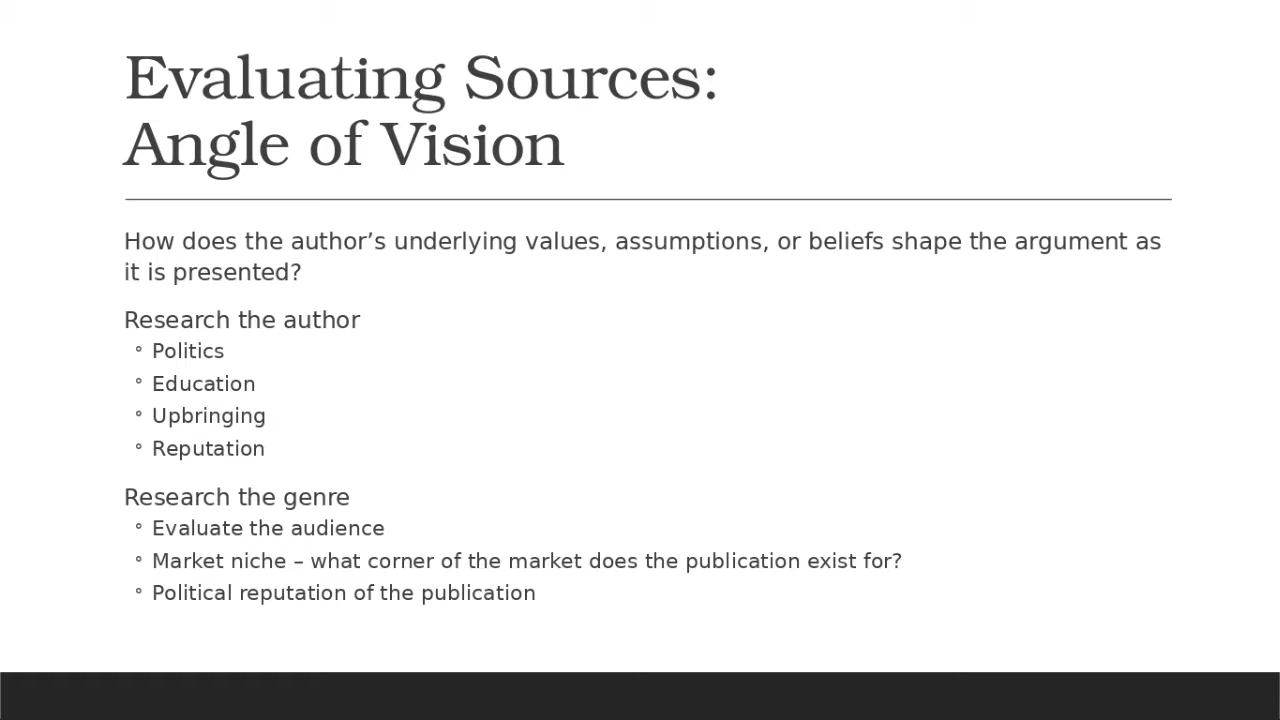 Evaluating Sources:
Angle of Vision
How does the author’s underlying values, assumptions, or beliefs shape the argument as
it is presented?
Research the author
◦ Politics
◦ Education
◦ Upbringing
◦ Reputation
Research the genre
◦ Evaluate the audience
◦ Market niche – what corner of the market does the publication exist for?
◦ Political reputation of the publication